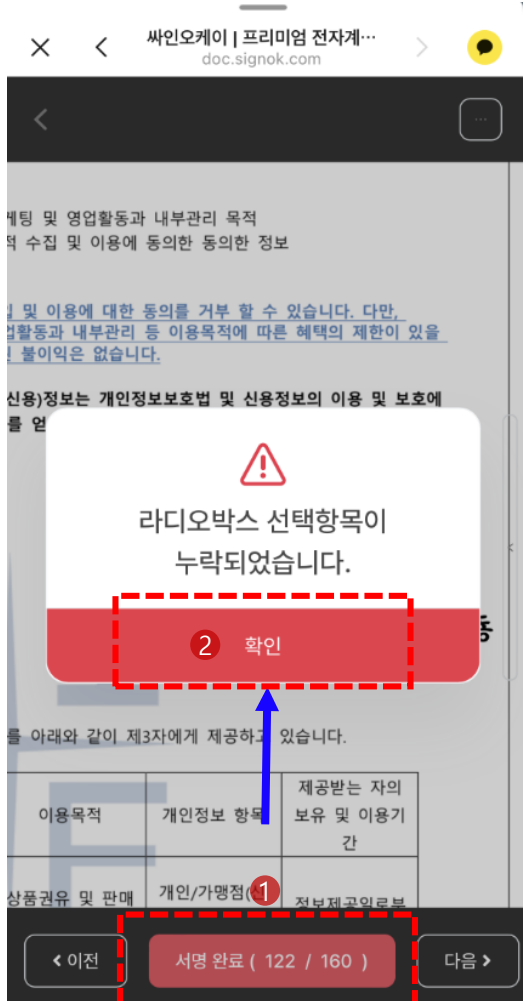 싸인오케이 | 프리미엄 전자계…
doc.signok.com
…
케팅 및 영업활동과 내부관리 목적
적 수집 및 이용에 동의한 동의한 정보
및 이용에 대한 동의를 거부 할 수 있습니다. 다만,
업활동과 내부관리 등 이용목적에 따른 혜택의 제한이 있을
불이익은 없습니다.
신용)정보는 개인정보보호법 및 신용정보의 이용 및 보호에
를 얻
라디오박스 선택항목이
누락되었습니다.
2 확인
를 아래와 같이 제3자에게 제공하고 있습니다.
이용목적
개인정보 항목
제공받는 자의
보유 및 이용기
간
상품권유 및 판매
개인/가맹점(신
1
정보제공일로부
이전
서명 완료 ( 122 / 160 )
다음